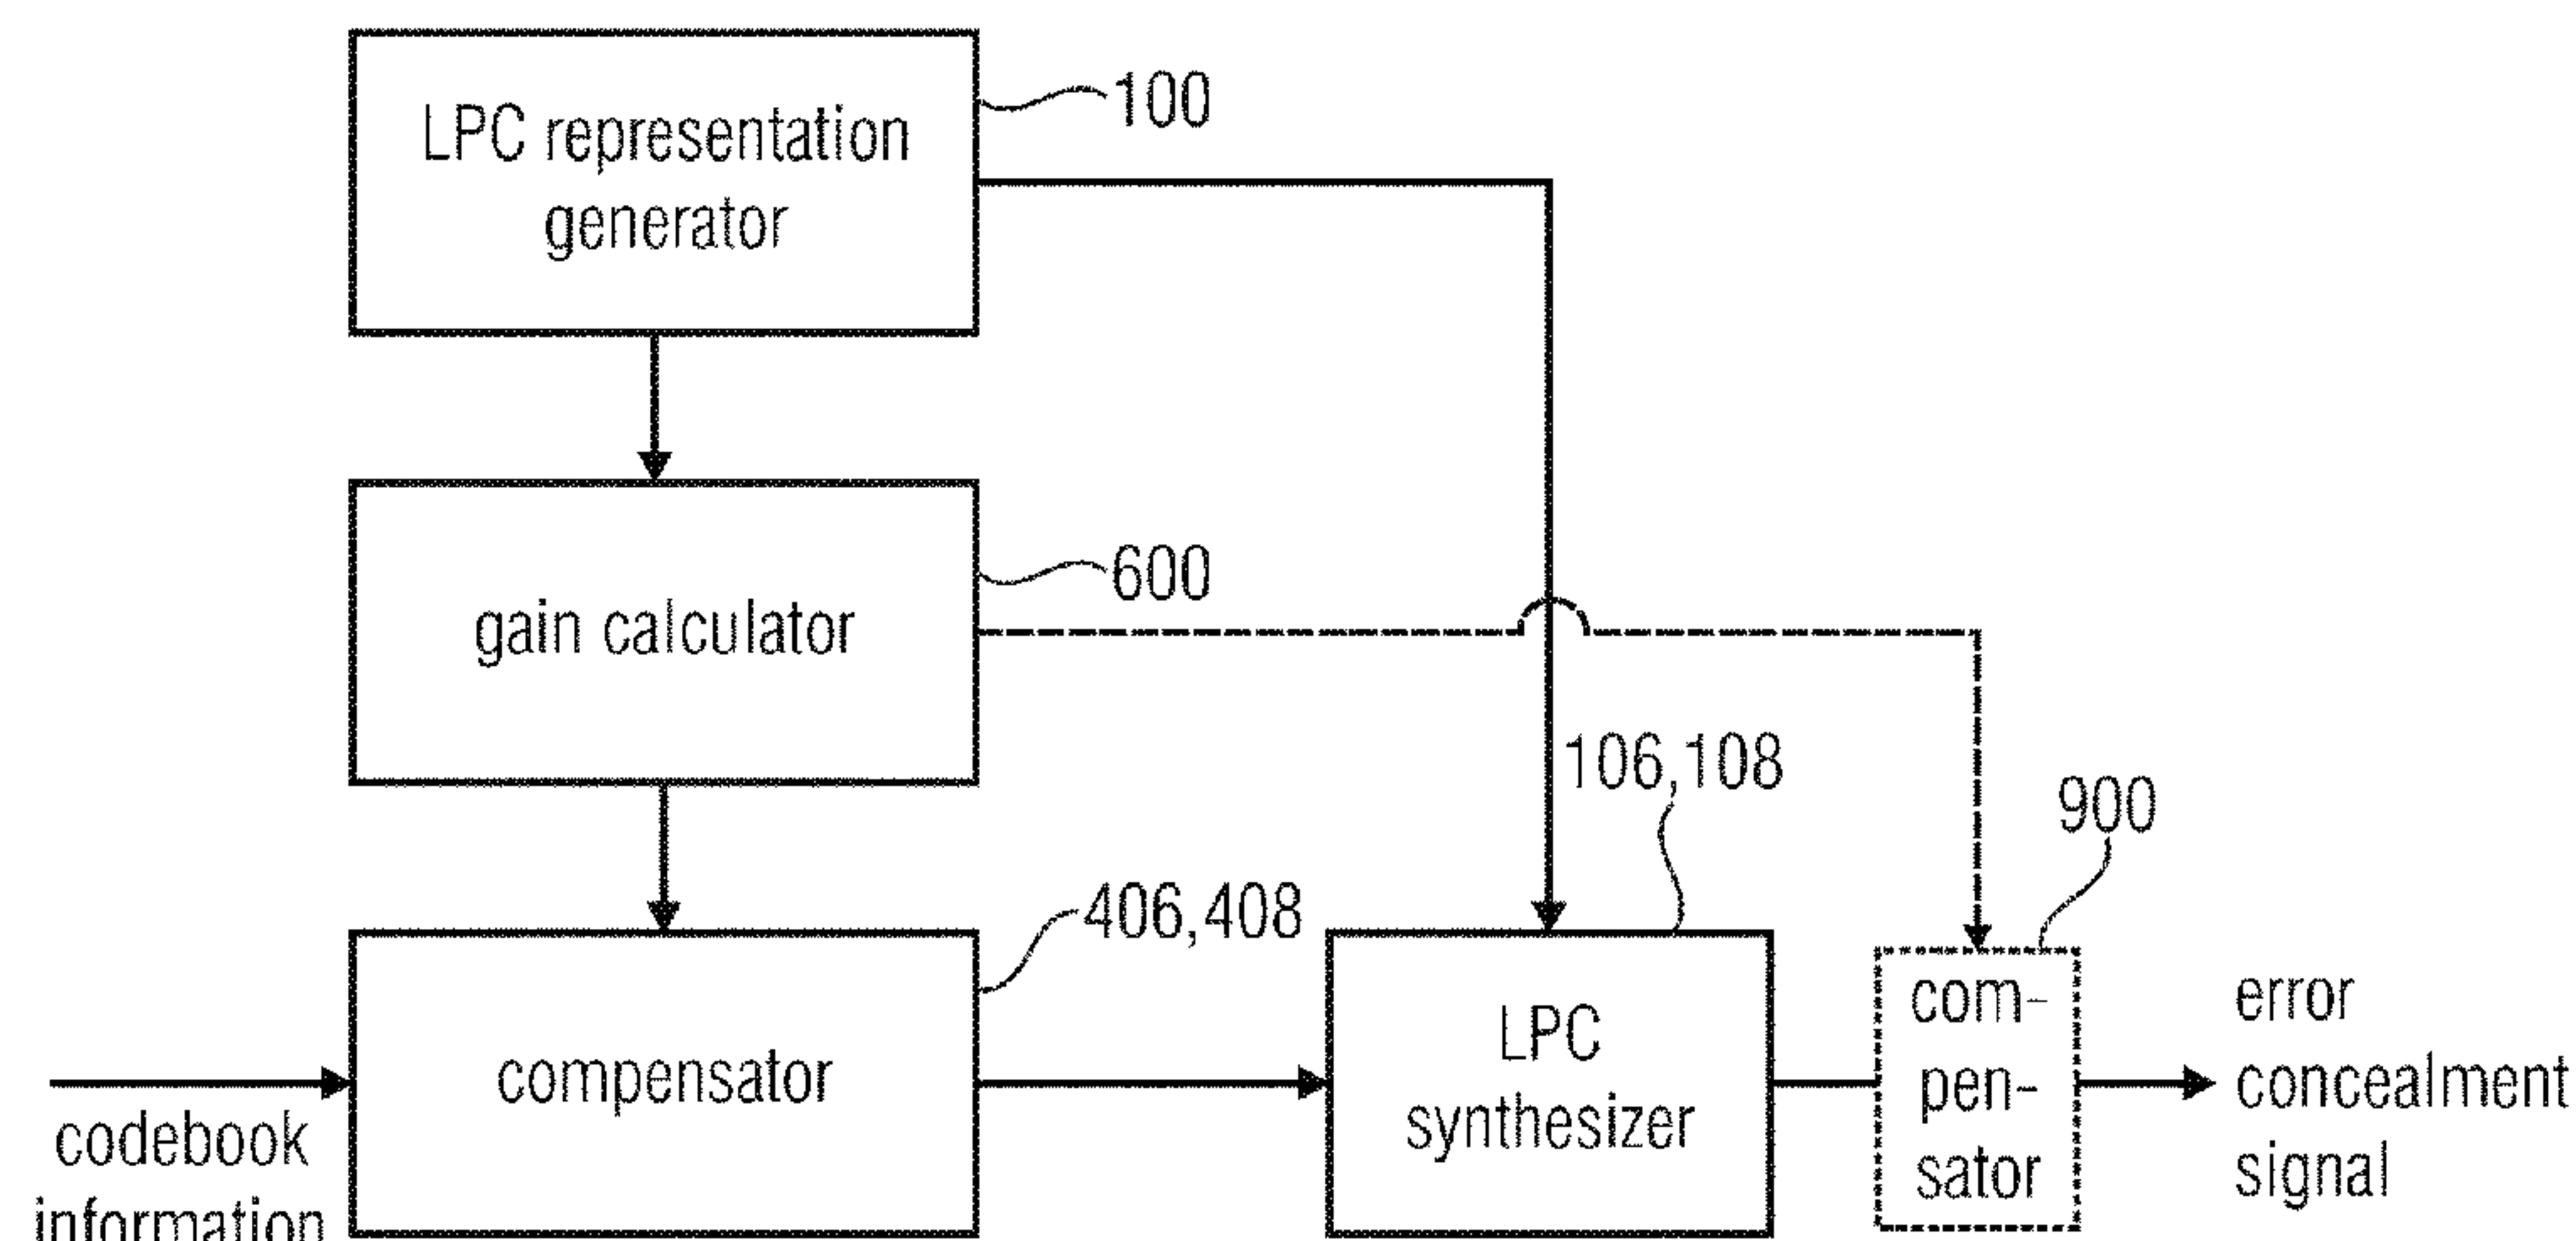 LPC representation
generator
100
gain calculator
600
106,108
900
406,408
compensator
codebook
information
LPC
synthesizer
com-
pen-
sator
error
concealment
signal